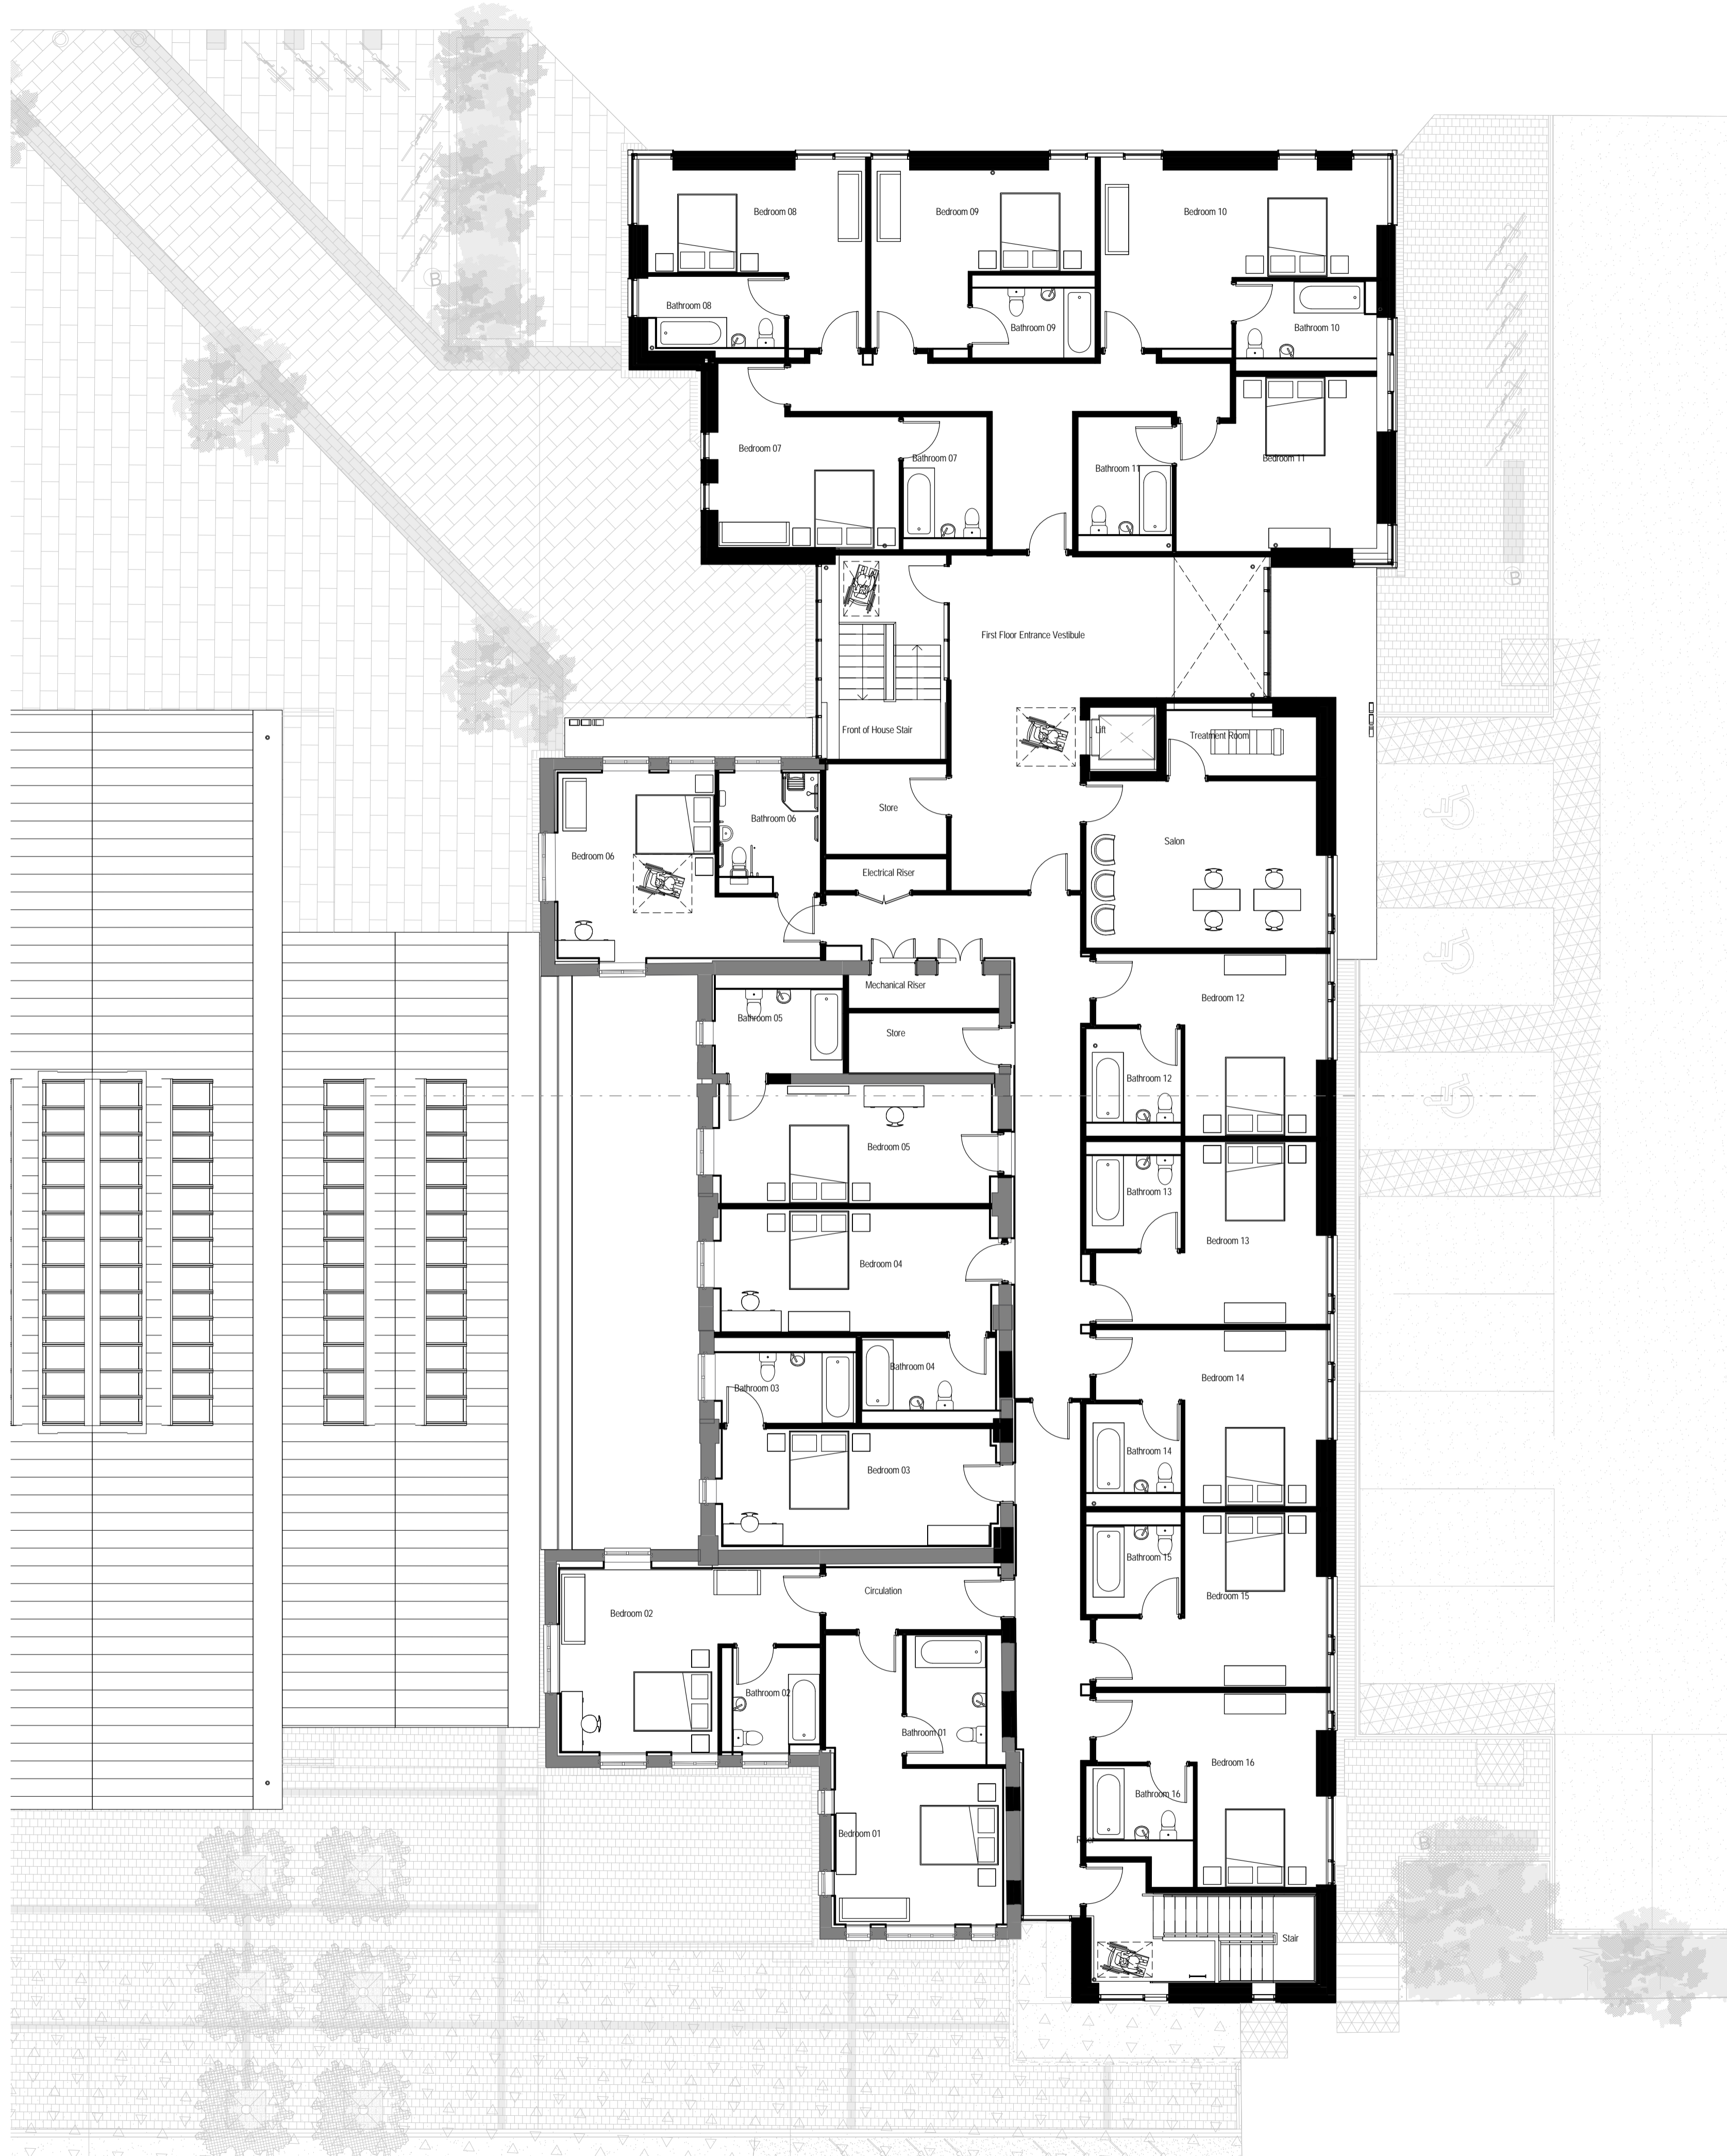 Bedroom 08
Bedroom 09
Bedroom 10
Bathroom 08
Bathroom 09
Bathroom 10
B
Bedroom 07
Bathroom 07
Bathroom 11
Bedroom 11
B
First Floor Entrance Vestibule
Front of House Stair
Lift
Treatment Room
Store
Bathroom 06
Bedroom 06
Salon
Electrical Riser
Mechanical Riser
Bedroom 12
Bathroom 05
Store
Bathroom 12
Bedroom 05
Bathroom 13
Bedroom 13
Bedroom 04
Bathroom 04
Bedroom 14
Bathroom 03
Bathroom 14
Bedroom 03
Bathroom 15
Circulation
Bedroom 15
Bedroom 02
Bathroom 02
Bathroom 01
Bedroom 16
Bathroom 16
Bedroom 01
B
Stair